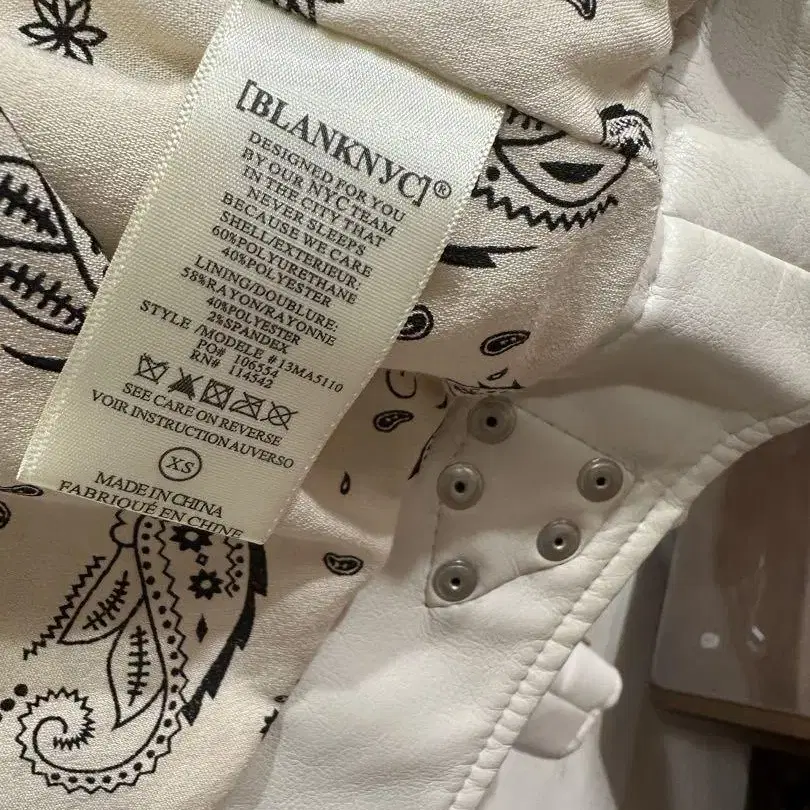 [BLANKNYC]®
DESIGNED FOR YOU
BY OUR NYC TEAM
IN THE CITY THAT
NEVER SLEEPS
BECAUSE WE CARE
SHELL/EXTERIEUR:
60%POLYURETHANE
40%POLYESTER
LINING/DOUBLURE:
58%RAYON/RAYONNE
40%POLYESTER
2%SPANDEX
STYLE /MODELE #13MA5110
PO# 106554
RN# 114542
SEE CARE ON REVERSE
VOIR INSTRUCTION AUVERSO
XS
MADE IN CHINA
FABRIQUÉ EN CHINE